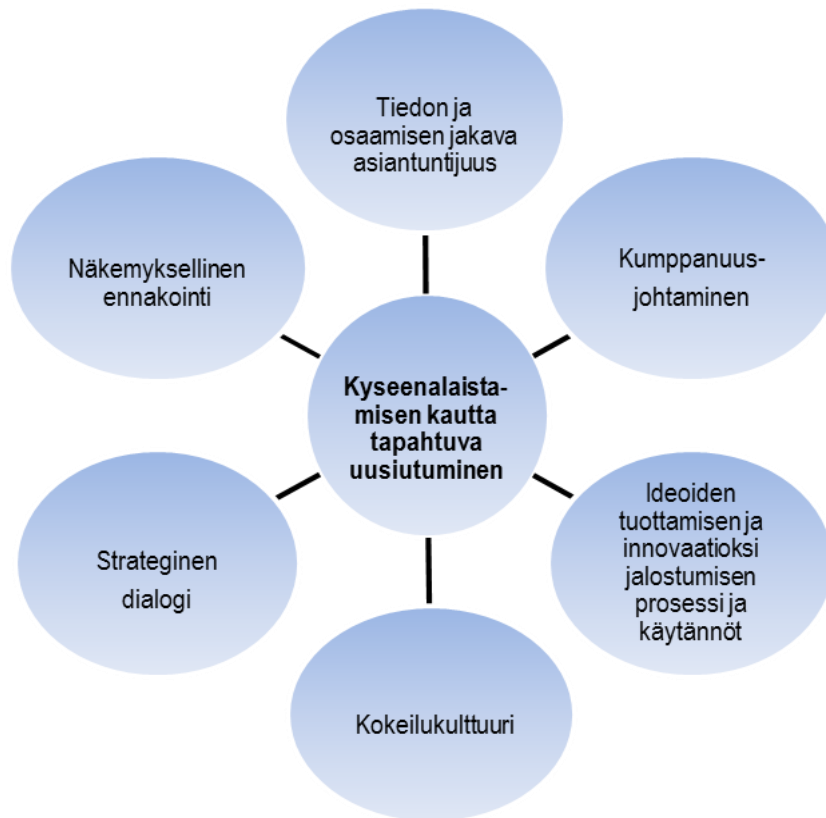 Tiedon ja
osaamisen jakava
asiantuntijuus
Näkemyksellinen
ennakointi
Kumppanuus-
johtaminen
Kyseenalaista-
misen kautta
tapahtuva
uusiutuminen
Strateginen
dialogi
Ideoiden
tuottamisen ja
innovaatioksi
jalostumisen
prosessi ja
käytännöt
Kokeilukulttuuri